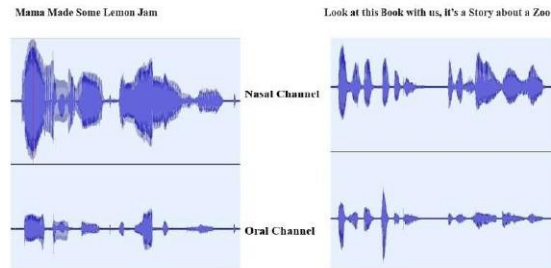 Mama Made Some Lemon Jam
Look at this Book with us, it's a Story about a Zoo
Nasal Channel
Oral Channel